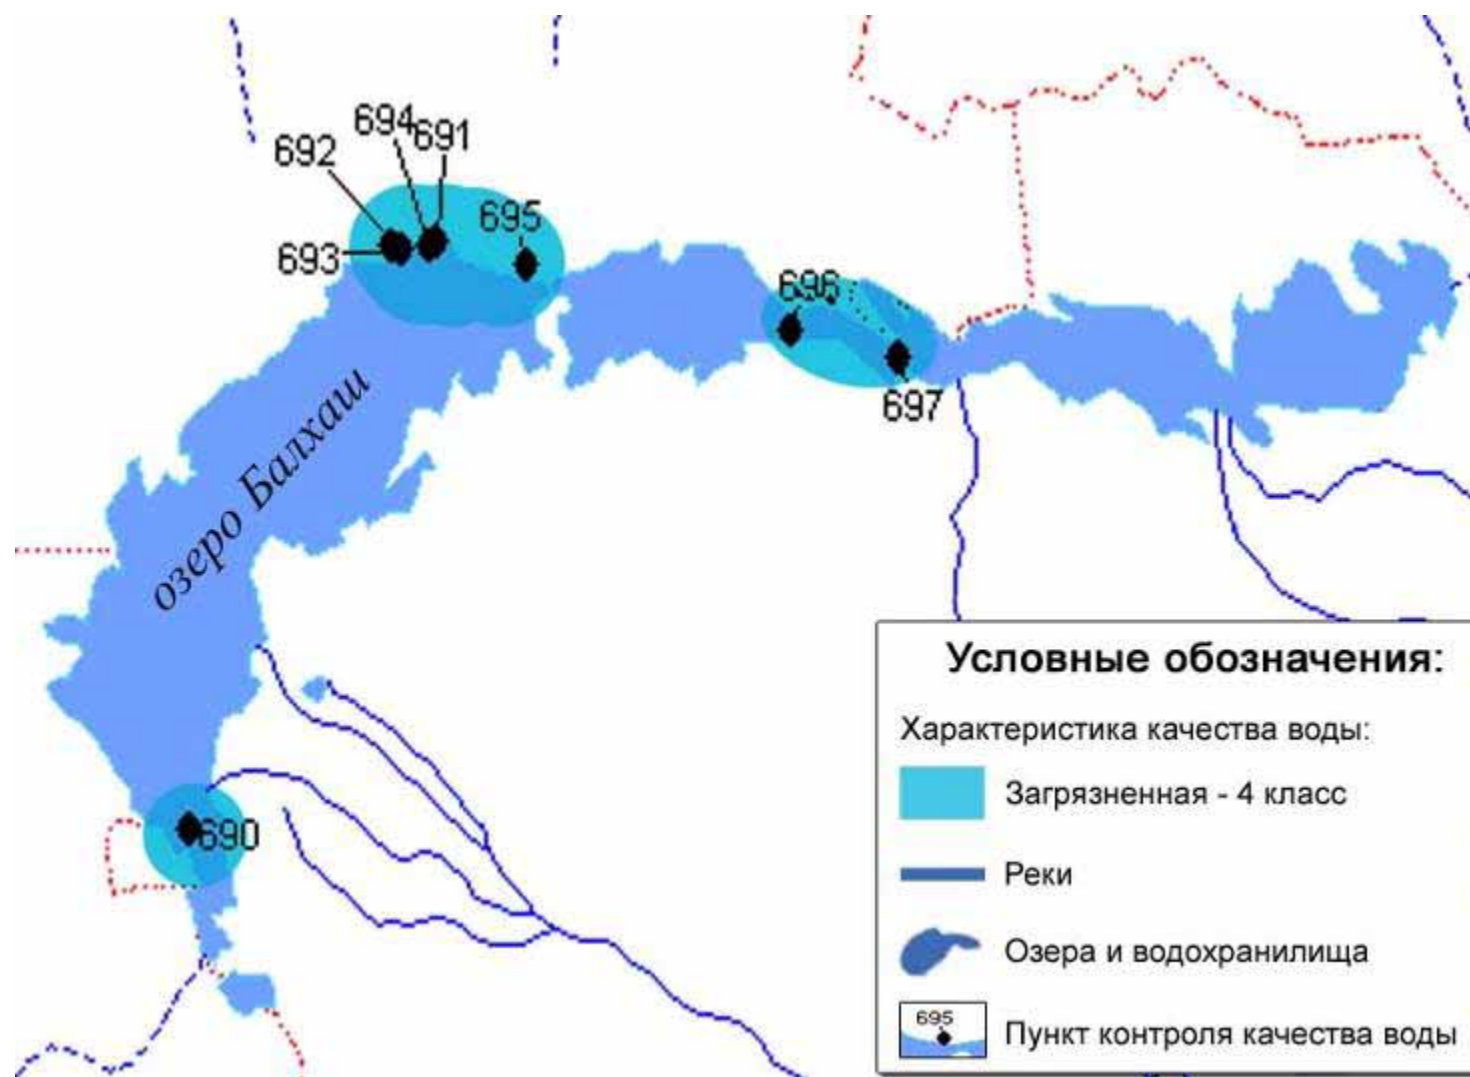 694
691
692
695
693
696
697
озеро Балхаш
690
Условные обозначения:
Характеристика качества воды:
Загрязненная - 4 класс
Реки
Озера и водохранилища
695
Пункт контроля качества воды